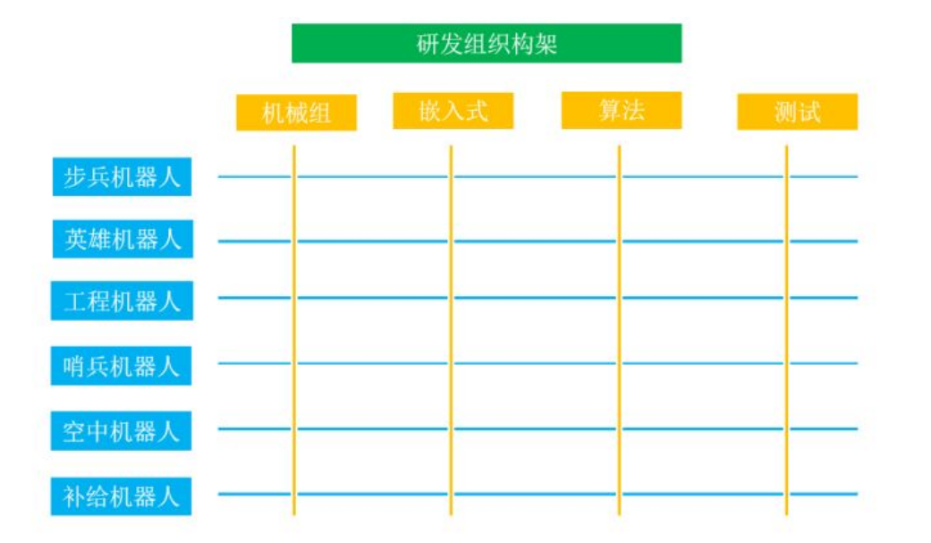 研发组织构架
机械组 嵌入式 算法 测试
步兵机器人
英雄机器人
工程机器人
哨兵机器人
空中机器人
补给机器人